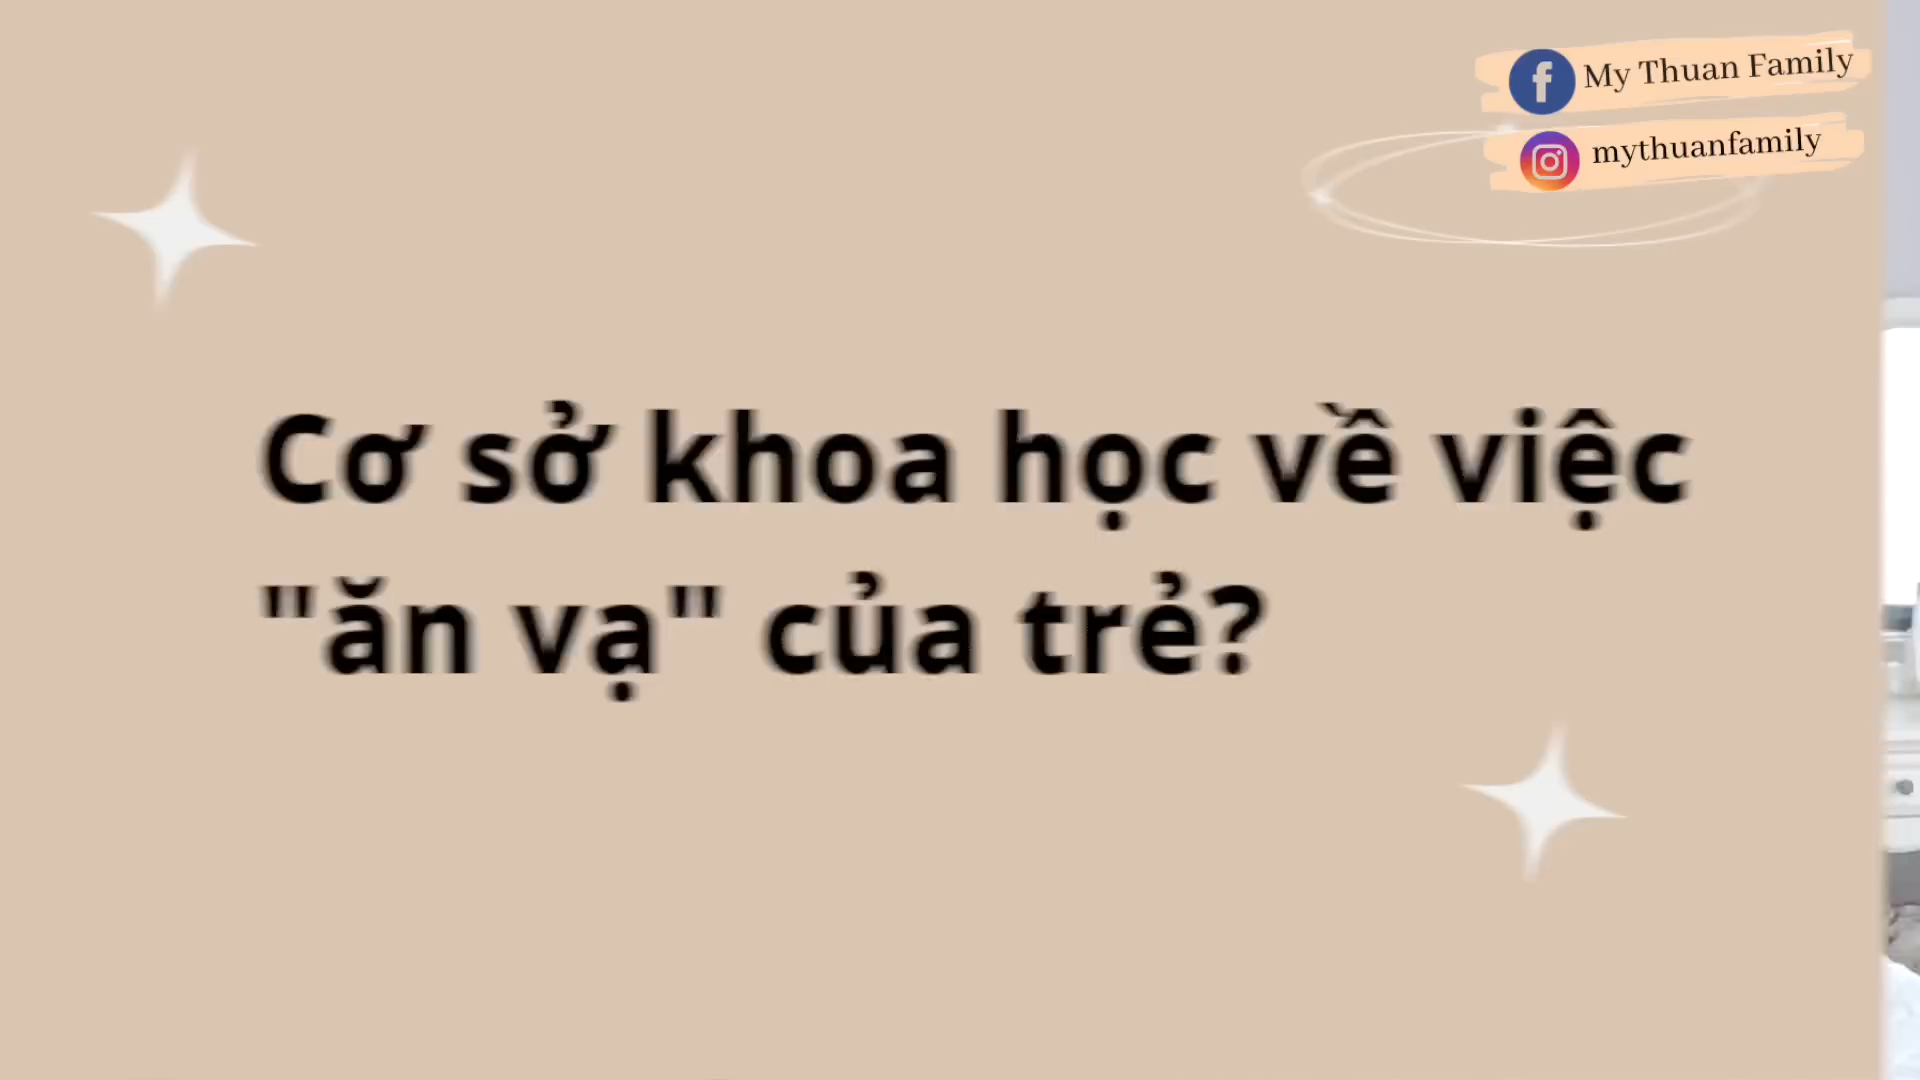 My Thuan Family
mythuanfamily
Cơ sở khoa học về việc
"ăn vạ" của trẻ?